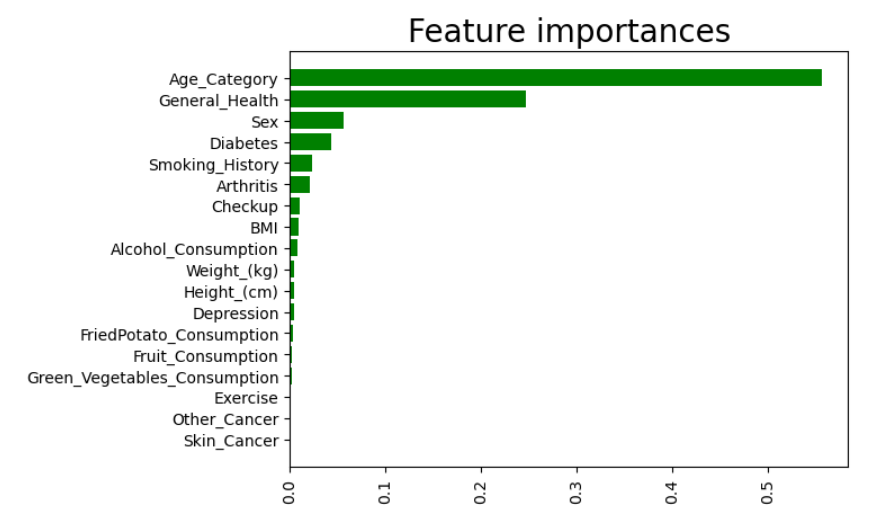 Feature importances
Age_Category
General_Health
Sex
Diabetes
Smoking_History
Arthritis
Checkup
BMI
Alcohol_Consumption
Weight_(kg)
Height_(cm)
Depression
FriedPotato_Consumption
Fruit_Consumption
Green_Vegetables_Consumption
Exercise
Other_Cancer
Skin_Cancer
0.0
0.1
0.2
0.3
0.4
0.5